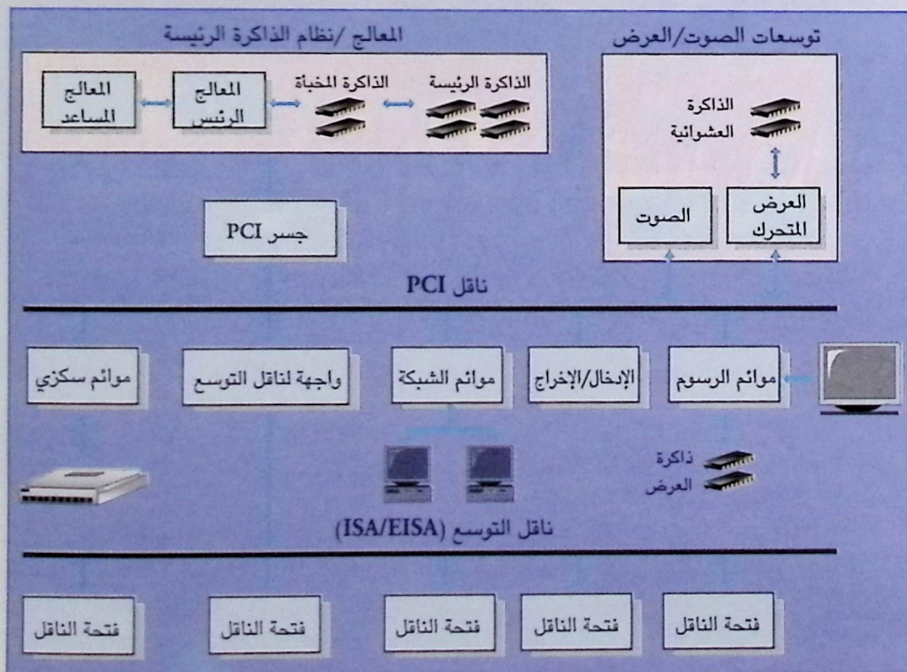 توسعات الصوت/العرض
المعالج /نظام الذاكرة الرئيسة
الذاكرة
العشوائية
العرض
المتحرك
الصوت
الذاكرة الرئيسة
الذاكرة المخبأة
المعالج
الرئس
المعالج
المساعد
جسر PCI
ناقل PCI
موائم الرسوم
الإدخال/الإخراج
موائم الشبكة
واجهة لناقل التوسع
موائم سكزي
ذاكرة
العرض
ناقل التوسع (ISA/EISA)
فتحة الناقل
فتحة الناقل
فتحة الناقل
فتحة الناقل
فتحة الناقل